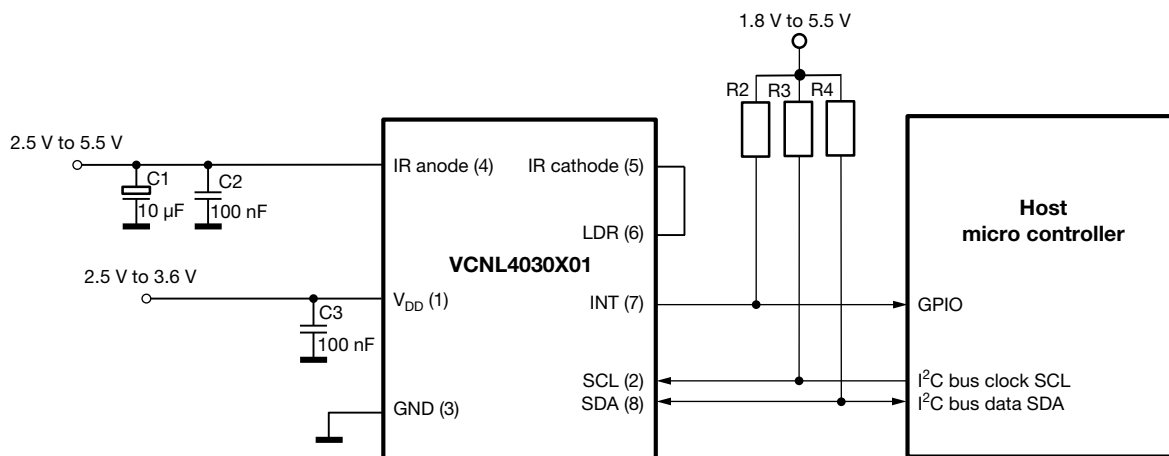 1.8 V to 5.5 V
R2
R3
R4
2.5 V to 5.5 V
C1
10 µF
C2
100 nF
IR anode (4)
IR cathode (5)
LDR (6)
VCNL4030X01
Host
micro controller
2.5 V to 3.6 V
C3
100 nF
VDD (1)
INT (7)
GPIO
GND (3)
SCL (2)
SDA (8)
I²C bus clock SCL
I²C bus data SDA